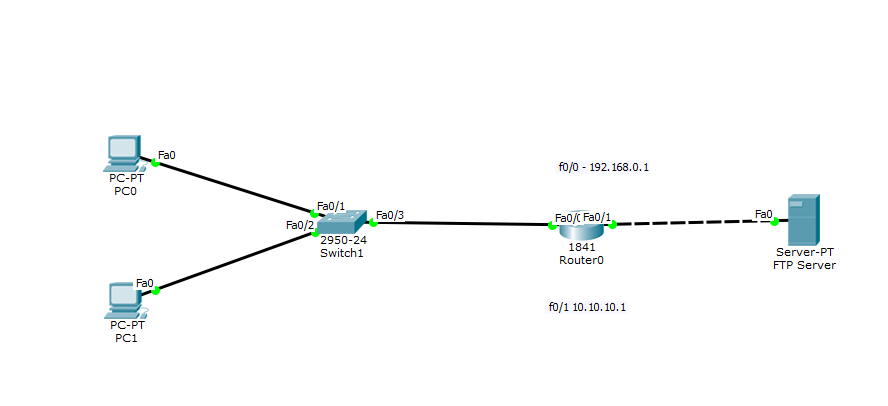 Fa0
PC-PT
PC0
f0/0 - 192.168.0.1
Fa0/1
Fa0/2
Fa0/3
2950-24
Switch1
Fa0/1
1841
Router0
Fa0
Server-PT
FTP Server
Fa0
PC-PT
PC1
f0/1 10.10.10.1